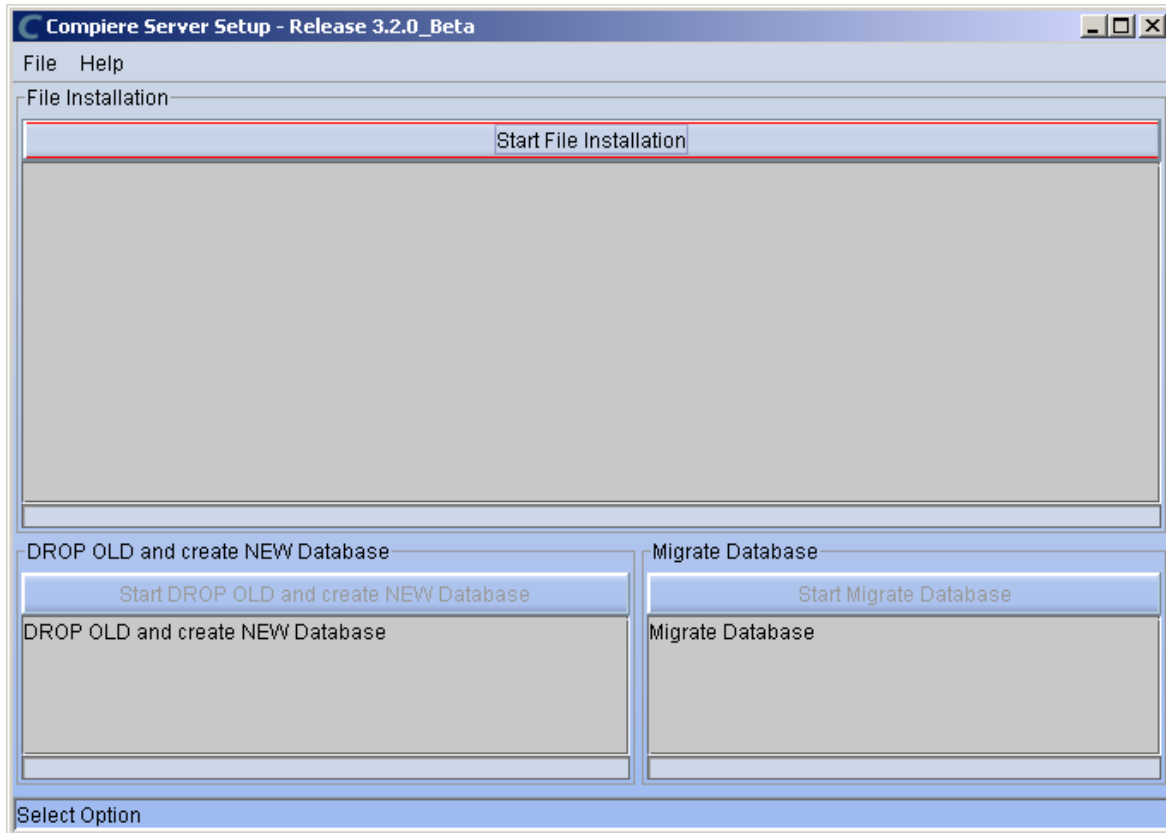 Compiere Server Setup - Release 3.2.0_Beta
File Help
File Installation
Start File Installation
DROP OLD and create NEW Database
Start DROP OLD and create NEW Database
DROP OLD and create NEW Database
Migrate Database
Start Migrate Database
Migrate Database
Select Option